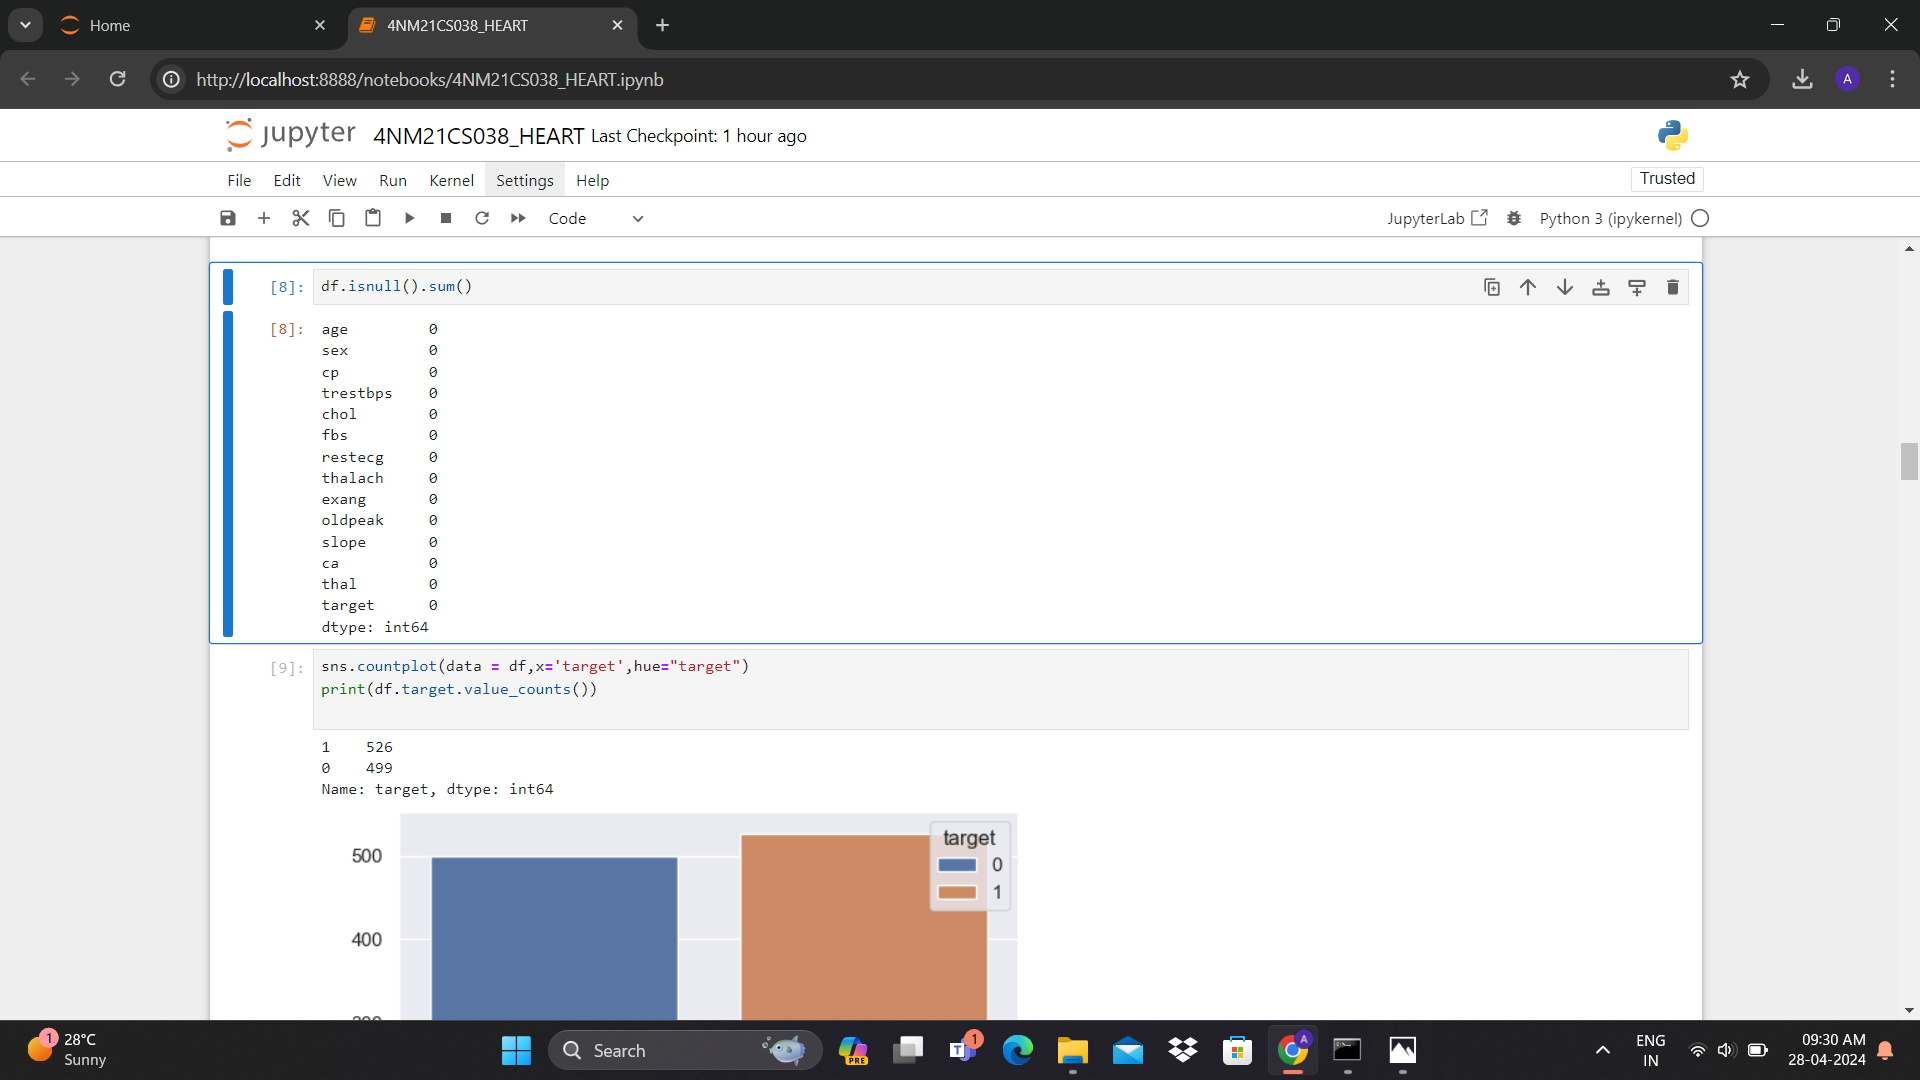 Home
4NM21CS038_HEART
http://localhost:8888/notebooks/4NM21CS038_HEART.ipynb
A
jupyter 4NM21CS038_HEART Last Checkpoint: 1 hour ago
File Edit View Run Kernel Settings Help
Trusted
Code
JupyterLab
Python 3 (ipykernel)
[8]: df.isnull().sum()
[8]: age 0
sex 0
cp 0
trestbps 0
chol 0
fbs 0
restecg 0
thalach 0
exang 0
oldpeak 0
slope 0
ca 0
thal 0
target 0
dtype: int64
[9]: sns.countplot(data = df,x='target',hue="target")
print(df.target.value_counts())
1 526
0 499
Name: target, dtype: int64
target
0
1
500
400
1
28°C
Sunny
Search
PRE
T
1
A
ENG
IN
09:30 AM
28-04-2024